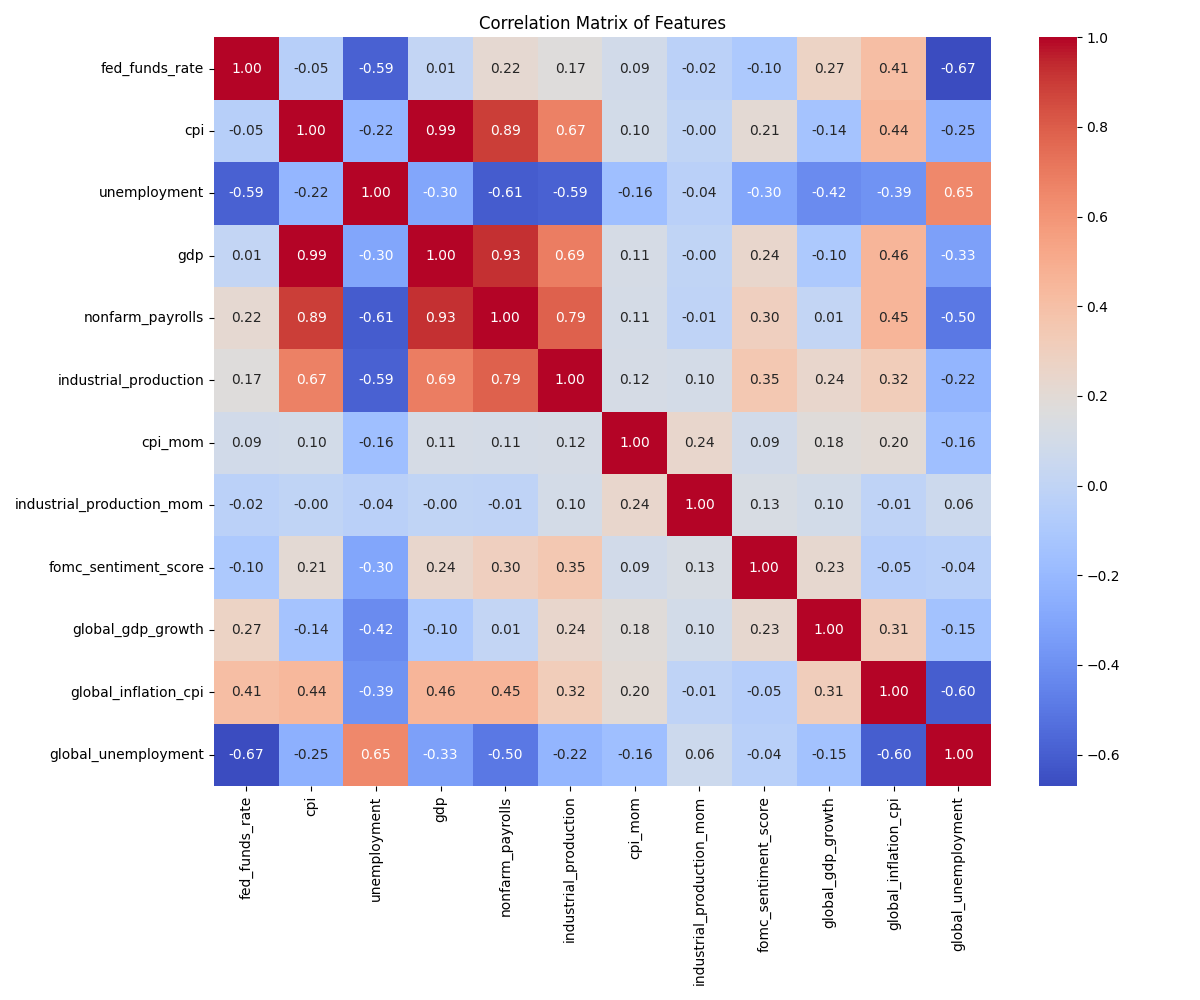 Correlation Matrix of Features
fed_funds_rate 1.00 -0.05 -0.59 0.01 0.22 0.17 0.09 -0.02 -0.10 0.27 0.41 -0.67
cpi -0.05 1.00 -0.22 0.99 0.89 0.67 0.10 -0.00 0.21 -0.14 0.44 -0.25
unemployment -0.59 -0.22 1.00 -0.30 -0.61 -0.59 -0.16 -0.04 -0.30 -0.42 -0.39 0.65
gdp 0.01 0.99 -0.30 1.00 0.93 0.69 0.11 -0.00 0.24 -0.10 0.46 -0.33
nonfarm_payrolls 0.22 0.89 -0.61 0.93 1.00 0.79 0.11 -0.01 0.30 0.01 0.45 -0.50
industrial_production 0.17 0.67 -0.59 0.69 0.79 1.00 0.12 0.10 0.35 0.24 0.32 -0.22
cpi_mom 0.09 0.10 -0.16 0.11 0.11 0.12 1.00 0.24 0.09 0.18 0.20 -0.16
industrial_production_mom -0.02 -0.00 -0.04 -0.00 -0.01 0.10 0.24 1.00 0.13 0.10 -0.01 0.06
fomc_sentiment_score -0.10 0.21 -0.30 0.24 0.30 0.35 0.09 0.13 1.00 0.23 -0.05 -0.04
global_gdp_growth 0.27 -0.14 -0.42 -0.10 0.01 0.24 0.18 0.10 0.23 1.00 0.31 -0.15
global_inflation_cpi 0.41 0.44 -0.39 0.46 0.45 0.32 0.20 -0.01 -0.05 0.31 1.00 -0.60
global_unemployment -0.67 -0.25 0.65 -0.33 -0.50 -0.22 -0.16 0.06 -0.04 -0.15 -0.60 1.00
fed_funds_rate
cpi
unemployment
gdp
nonfarm_payrolls
industrial_production
cpi_mom
industrial_production_mom
fomc_sentiment_score
global_gdp_growth
global_inflation_cpi
global_unemployment
1.0
0.8
0.6
0.4
0.2
0.0
−0.2
−0.4
−0.6